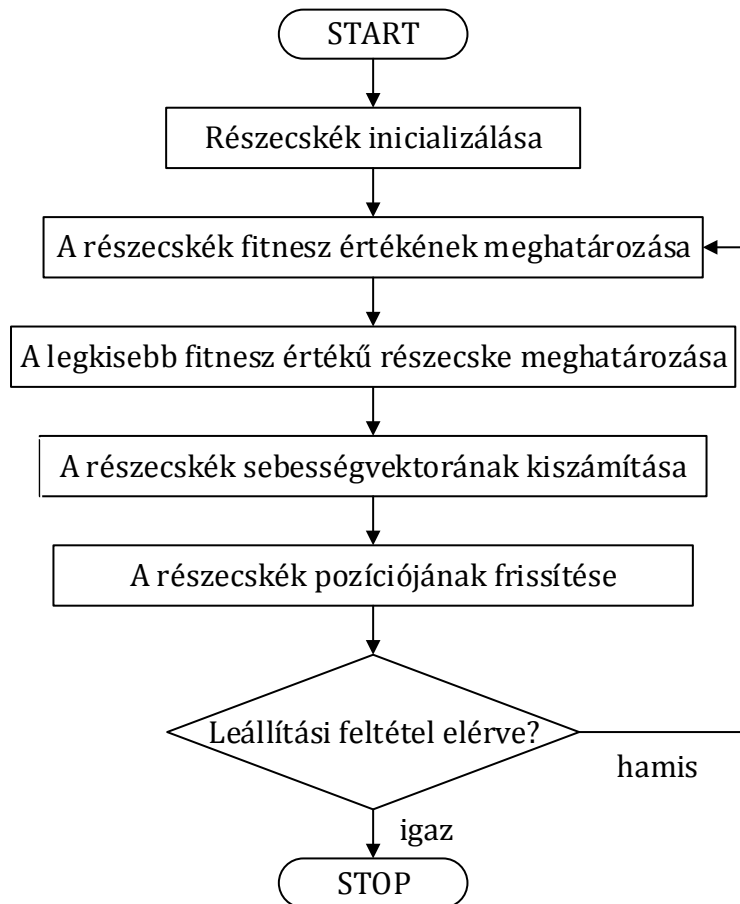 START
Részecskék inicializálása
A részecskék fitnesz értékének meghatározása
A legkisebb fitnesz értékű részecske meghatározása
A részecskék sebességvektorának kiszámítása
A részecskék pozíciójának frissítése
Leállítási feltétel elérve?
hamis
igaz
STOP